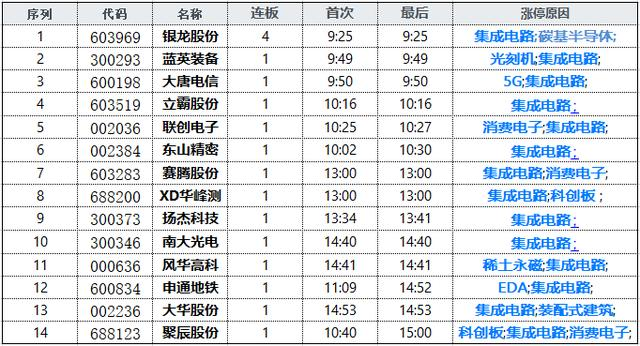 序列 代码 名称 连板 首次 最后 涨停原因
1 603969 银龙股份 4 9:25 9:25 集成电路;碳基半导体;
2 300293 蓝英装备 1 9:49 9:49 光刻机;集成电路;
3 600198 大唐电信 1 9:50 9:50 5G;集成电路;
4 603519 立霸股份 1 10:16 10:16 集成电路;
5 002036 联创电子 1 10:25 10:27 消费电子;集成电路;
6 002384 东山精密 1 10:02 10:30 集成电路;
7 603283 赛腾股份 1 13:00 13:00 集成电路;消费电子;
8 688200 XD华峰测 1 13:00 13:00 集成电路;科创板;
9 300373 扬杰科技 1 13:34 13:41 集成电路;
10 300346 南大光电 1 14:40 14:40 集成电路;
11 000636 风华高科 1 14:41 14:41 稀土永磁;集成电路;
12 600834 申通地铁 1 11:09 14:52 EDA;集成电路;
13 002236 大华股份 1 14:53 14:53 集成电路;装配式建筑;
14 688123 聚辰股份 1 10:40 15:00 科创板;集成电路;消费电子;